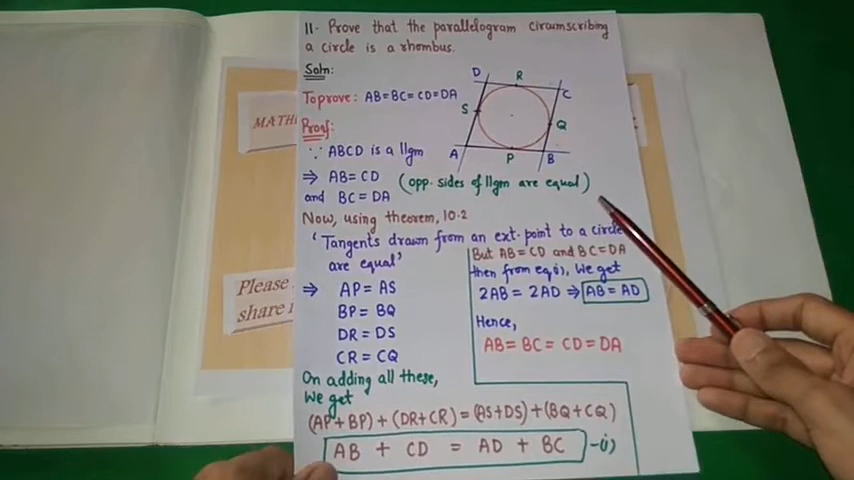 11. Prove that the parallelogram circumscribing
a circle is a rhombus.
Soln:
To prove: AB=BC=CD=DA
Proof:
∵ ABCD is a llgm
⇒ AB=CD (opp. sides of llgm are equal)
and BC=DA
Now, using theorem, 10.2
'Tangents drawn from an ext. point to a circle
are equal'
⇒ AP = AS
BP = BQ
DR = DS
CR = CQ
On adding all these,
We get
(AP+BP)+(DR+CR)=(AS+DS)+(BQ+CQ)
AB + CD = AD + BC -i)
But AB=CD and BC=DA
then from eq i), we get
2AB = 2AD ⇒ AB = AD
Hence,
AB = BC = CD = DA
D
R
C
S
Q
A
P
B
MATH
Please
share